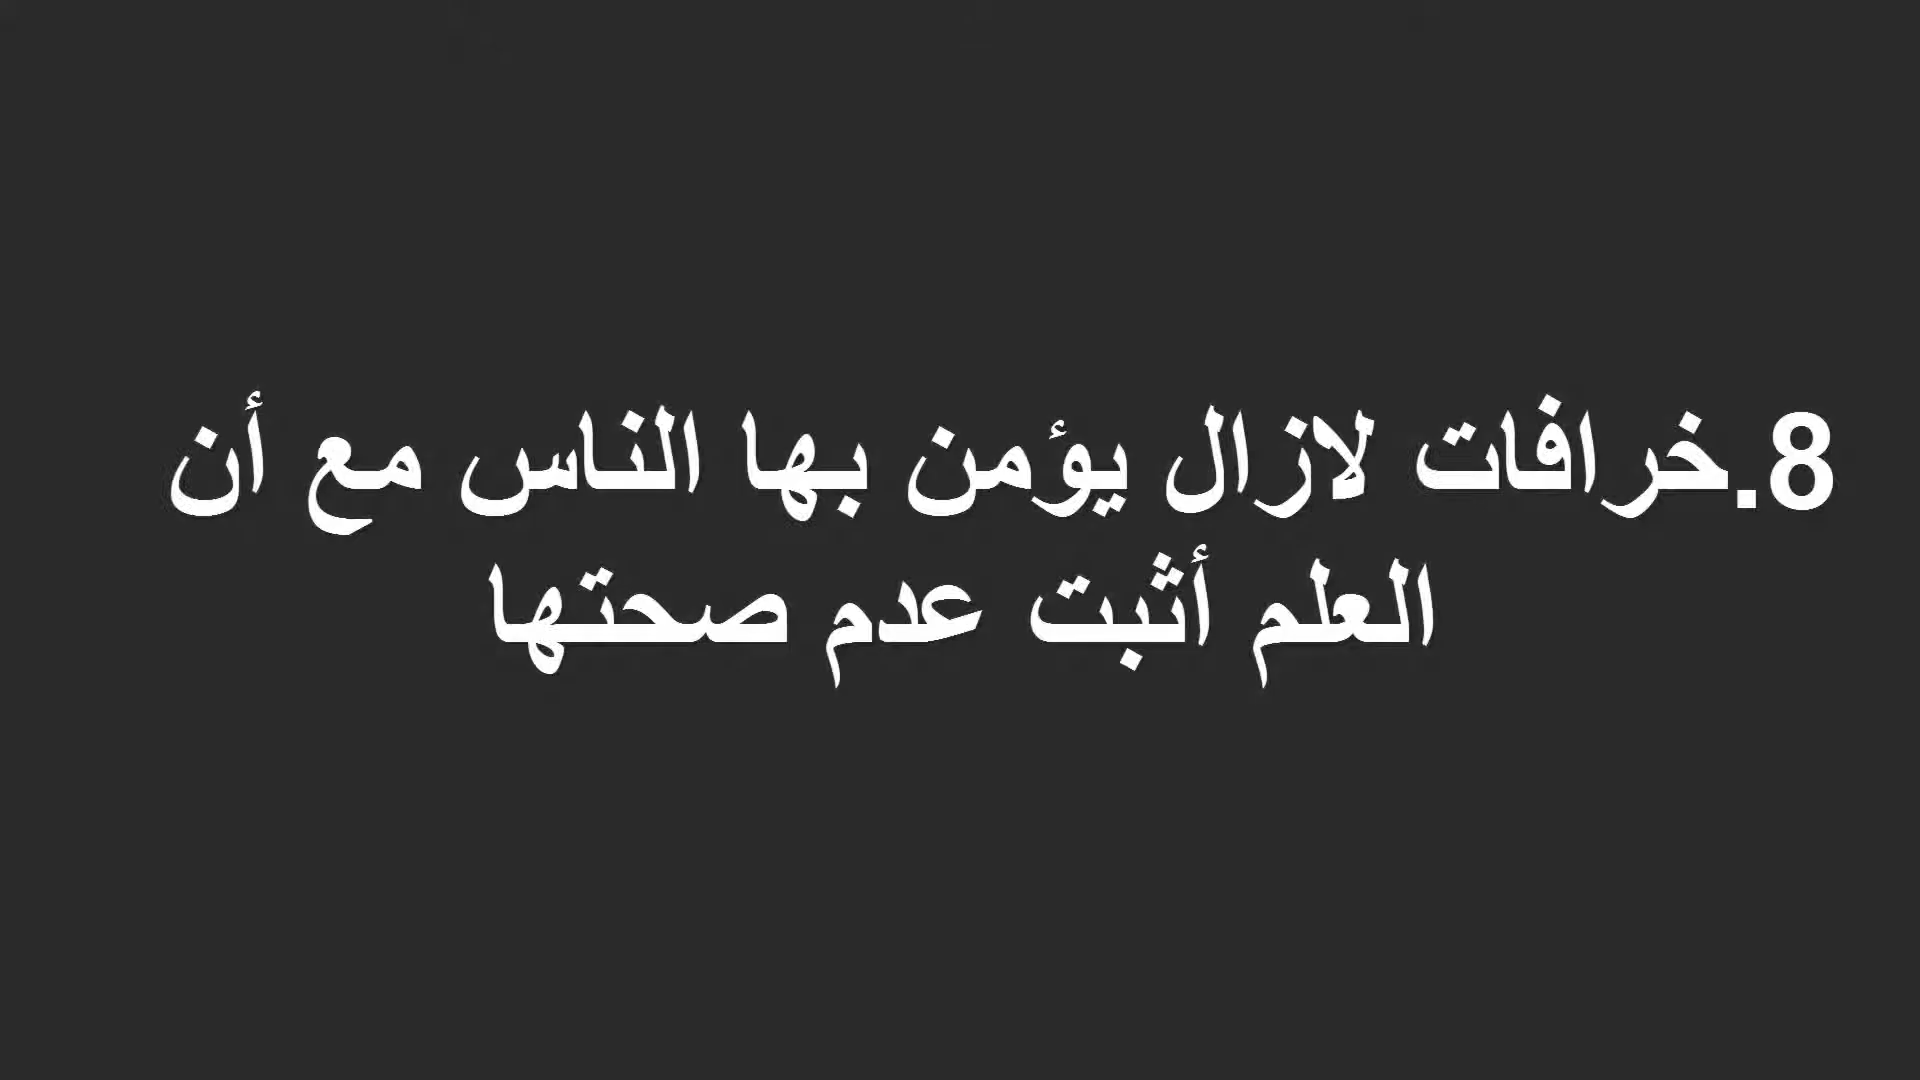 8.خرافات لازال يؤمن بها الناس مع أن
العلم أثبت عدم صحتها